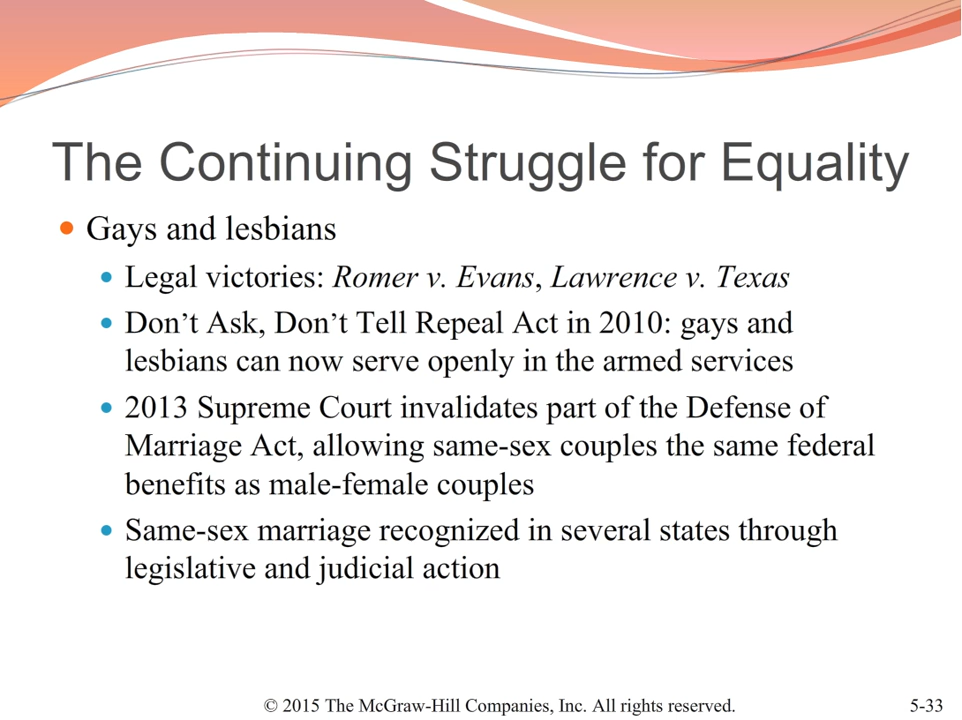 The Continuing Struggle for Equality
• Gays and lesbians
• Legal victories: Romer v. Evans, Lawrence v. Texas
• Don’t Ask, Don’t Tell Repeal Act in 2010: gays and
lesbians can now serve openly in the armed services
• 2013 Supreme Court invalidates part of the Defense of
Marriage Act, allowing same-sex couples the same federal
benefits as male-female couples
• Same-sex marriage recognized in several states through
legislative and judicial action
© 2015 The McGraw-Hill Companies, Inc. All rights reserved.
5-33